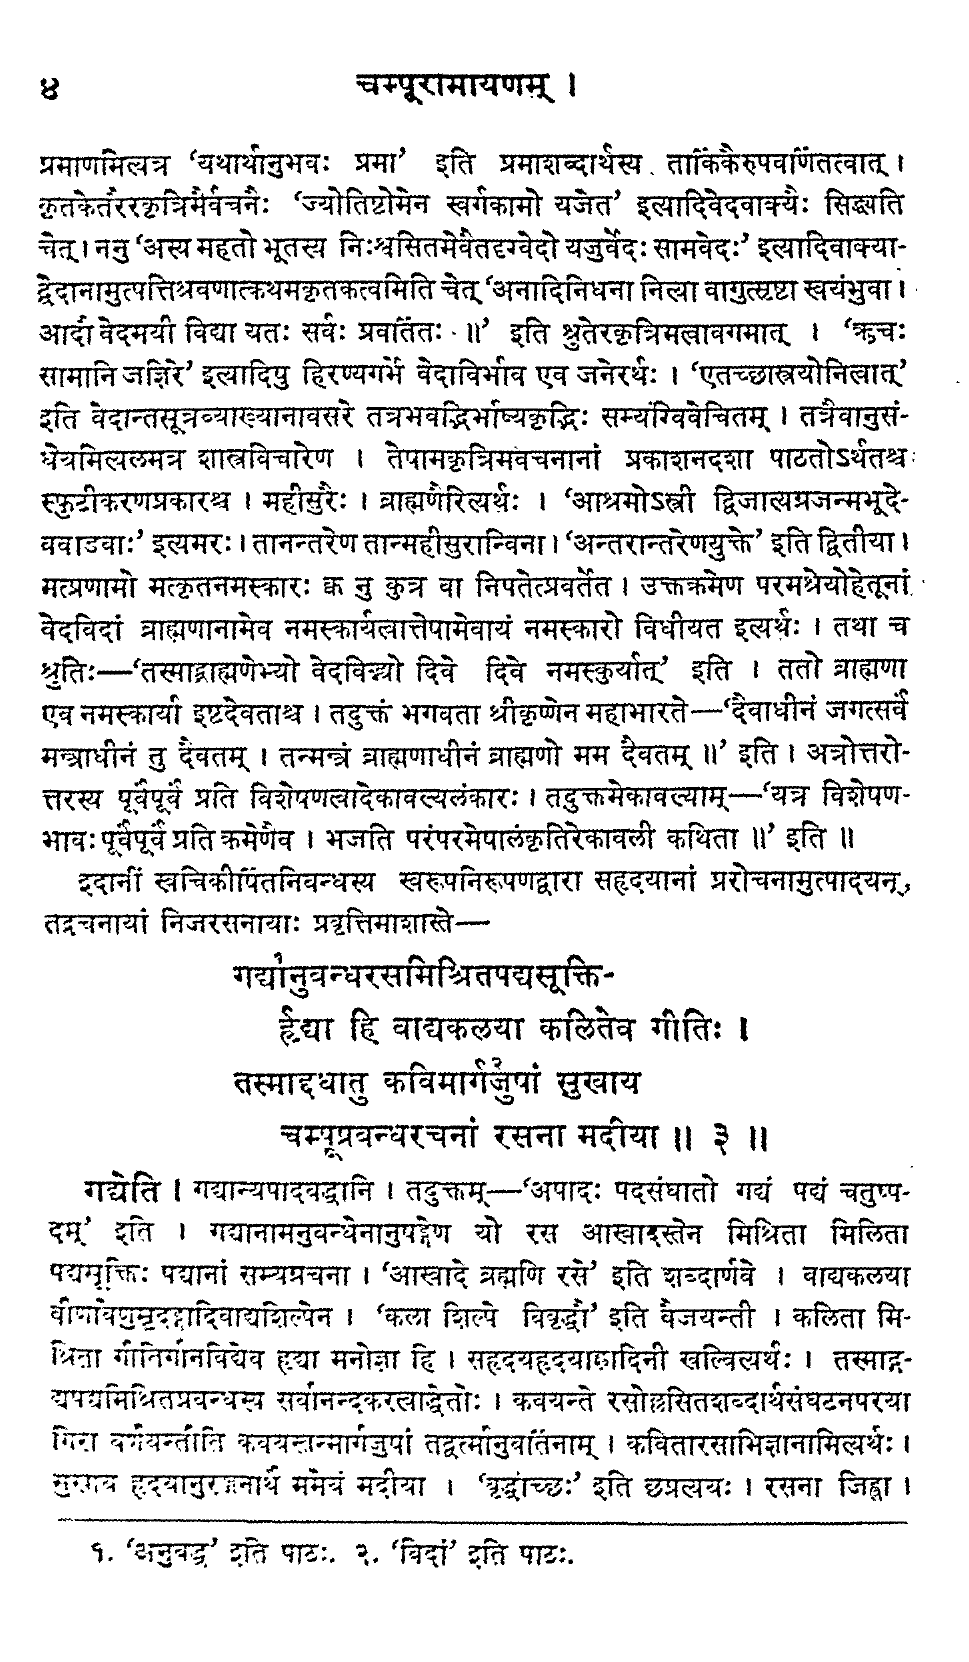 ४ चम्पूरामायणम् ।
प्रमाणमित्यत्र ‘यथार्थानुभवः प्रमा’ इति प्रमाशब्दार्थस्य तार्किकैरुपवर्णितत्वात् ।
कृतकेतरैरकृत्रिमैर्वचनैः ‘ज्योतिष्टोमेन स्वर्गकामो यजेत’ इत्यादिवेदवाक्यैः सिद्ध्यति
चेत् । ननु ‘अस्य महतो भूतस्य निःश्वसितमेवैतदृग्वेदो यजुर्वेदः सामवेदः’ इत्यादिवाक्या-
द्वेदानामुत्पत्तिश्रवणात्कथमकृतकत्वमिति चेत् ‘अनादिनिधना नित्या वागुत्सृष्टा स्वयंभुवा ।
आदौ वेदमयी विद्या यतः सर्वः प्रवर्तितः ॥’ इति श्रुतेरकृत्रिमत्वावगमात् । ‘ऋचः
सामानि जज्ञिरे’ इत्यादिषु हिरण्यगर्भे वेदाविर्भाव एव जनेरर्थः । ‘एतच्छास्त्रयोनित्वात्’
इति वेदान्तसूत्रव्याख्यानावसरे तत्रभवद्भिर्भाष्यकृद्भिः सम्यग्विवेचितम् । तत्रैवानुसं-
धेयमित्यलमत्र शास्त्रविचारेण । तेषामकृत्रिमवचनानां प्रकाशनदशा पाठतोऽर्थतश्च
स्फुटीकरणप्रकारश्च । महीसुरैः । ब्राह्मणैरित्यर्थः । ‘आश्रमोऽस्त्री द्विजात्यग्रजन्मभूदे-
ववाडवाः’ इत्यमरः । तानन्तरेण तान्महीसुरान्विना । ‘अन्तरान्तरेणयुक्ते’ इति द्वितीया ।
मत्प्रणामो मत्कृतनमस्कारः क्व नु कुत्र वा निपतेत्प्रवर्तेत । उक्तक्रमेण परमश्रेयोहेतूनां
वेदविदां ब्राह्मणानामेव नमस्कार्यत्वात्तेषामेवायं नमस्कारो विधीयत इत्यर्थः । तथा च
श्रुतिः—‘तस्माद्ब्राह्मणेभ्यो वेदविद्भ्यो दिवे दिवे नमस्कुर्यात्’ इति । ततो ब्राह्मणा
एव नमस्कार्या इष्टदेवताश्च । तदुक्तं भगवता श्रीकृष्णेन महाभारते—‘दैवाधीनं जगत्सर्वं
मन्त्राधीनं तु दैवतम् । तन्मन्त्रं ब्राह्मणाधीनं ब्राह्मणो मम दैवतम् ॥’ इति । अत्रोत्तरो-
त्तरस्य पूर्वपूर्वं प्रति विशेषणत्वादेकावल्यलंकारः । तदुक्तमेकावल्याम्—‘यत्र विशेषण-
भावः पूर्वपूर्वं प्रति क्रमेणैव । भजति परंपरमेषालंकृतिरेकावली कथिता ॥’ इति ॥
इदानीं स्वचिकीर्षितनिबन्धस्य स्वरूपनिरूपणद्वारा सहृदयानां प्ररोचनामुत्पादयन्,
तद्रचनायां निजरसनायाः प्रवृत्तिमाशास्ते—
गद्या१नुबन्धरसमिश्रितपद्यसूक्ति-
र्हृद्या हि वाद्यकलया कलितेव गीतिः ।
तस्माद्दधातु कविमार्गजु२षां सुखाय
चम्पूप्रबन्धरचनां रसना मदीया ॥ ३ ॥
गद्येति । गद्यान्यपादबद्धानि । तदुक्तम्—‘अपादः पदसंघातो गद्यं पद्यं चतुष्प-
दम्’ इति । गद्यानामनुबन्धेनानुषङ्गेण यो रस आस्वादस्तेन मिश्रिता मिलिता
पद्यसूक्तिः पद्यानां सम्यग्रचना । ‘आस्वादे ब्रह्मणि रसे’ इति शब्दार्णवे । वाद्यकलया
वीणावेणुमृदङ्गादिवाद्यशिल्पेन । ‘कला शिल्पे विवृद्धौ’ इति वैजयन्ती । कलिता मि-
श्रिता गीतिर्गानविद्येव हृद्या मनोज्ञा हि । सहृदयहृदयाह्लादिनी खल्वित्यर्थः । तस्माद्ग-
द्यपद्यमिश्रितप्रबन्धस्य सर्वानन्दकरत्वाद्धेतोः । कवयन्ते रसोल्लसितशब्दार्थसंघटनपरया
गिरा वर्णयन्तीति कवयस्तन्मार्गजुषां तद्वर्त्मानुवर्तिनाम् । कवितारसाभिज्ञानामित्यर्थः ।
सुखाय हृदयानुरञ्जनार्थं ममेयं मदीया । ‘वृद्धाच्छः’ इति छप्रत्ययः । रसना जिह्वा ।
१. ‘अनुबद्ध’ इति पाठः. २. ‘विदां’ इति पाठः.